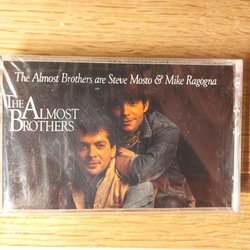 The Almost Brothers are Steve Mosto & Mike Ragogna
THE ALMOST
BROTHERS